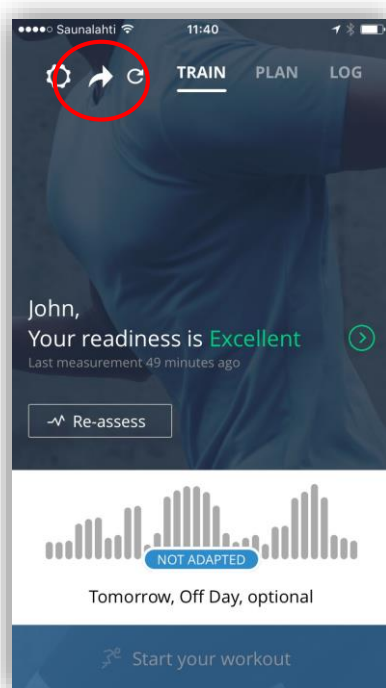 Saunalahti 11:40
TRAIN PLAN LOG
John,
Your readiness is Excellent
Last measurement 49 minutes ago
Re-assess
NOT ADAPTED
Tomorrow, Off Day, optional
Start your workout